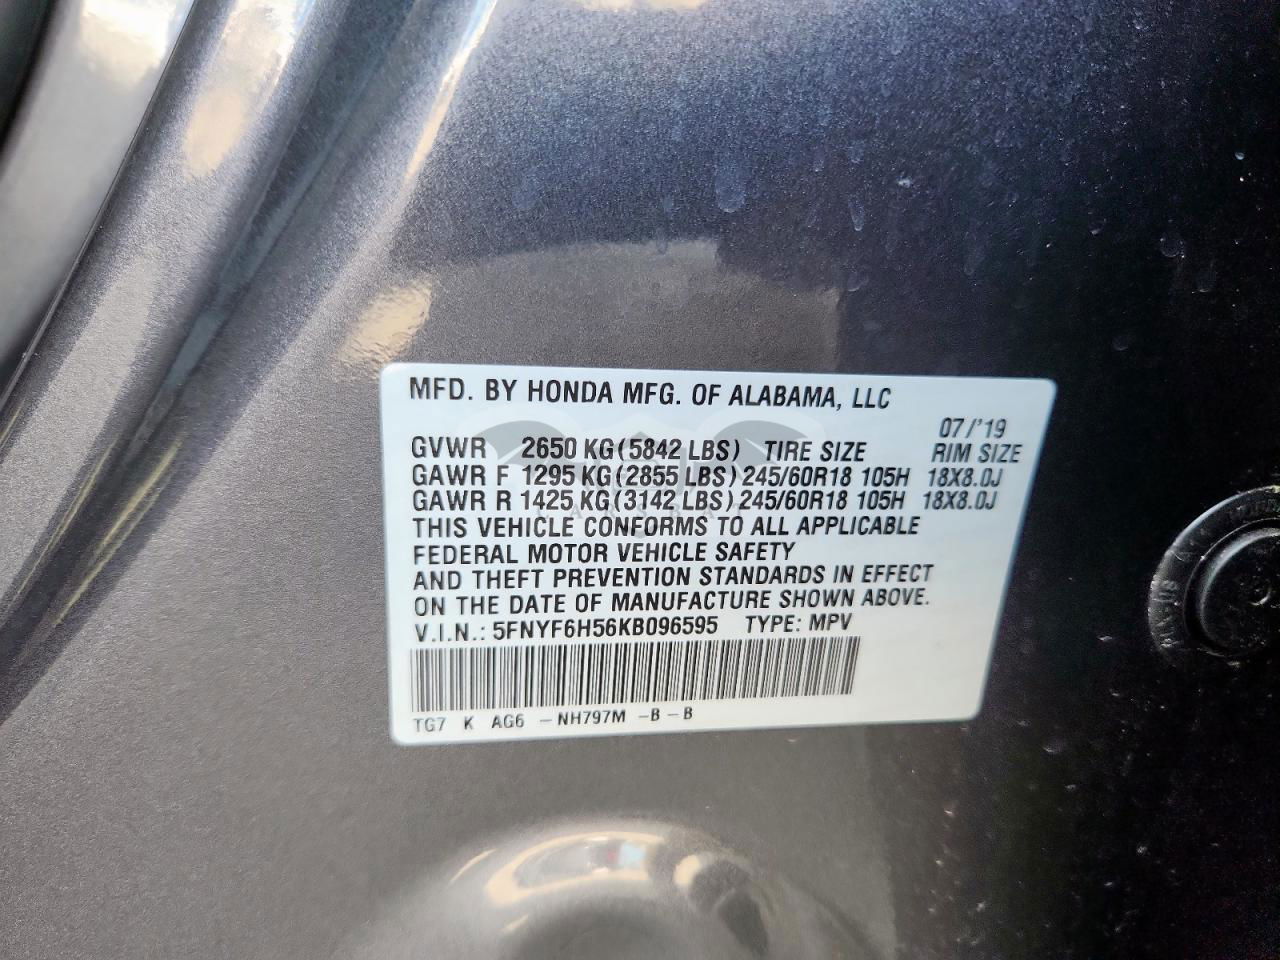 MFD. BY HONDA MFG. OF ALABAMA, LLC
07/'19
GVWR 2650 KG (5842 LBS) TIRE SIZE RIM SIZE
GAWR F 1295 KG (2855 LBS) 245/60R18 105H 18X8.0J
GAWR R 1425 KG (3142 LBS) 245/60R18 105H 18X8.0J
THIS VEHICLE CONFORMS TO ALL APPLICABLE
FEDERAL MOTOR VEHICLE SAFETY
AND THEFT PREVENTION STANDARDS IN EFFECT
ON THE DATE OF MANUFACTURE SHOWN ABOVE.
V.I.N.: 5FNYF6H56KB096595 TYPE: MPV
TG7 K AG6 -NH797M -B-B